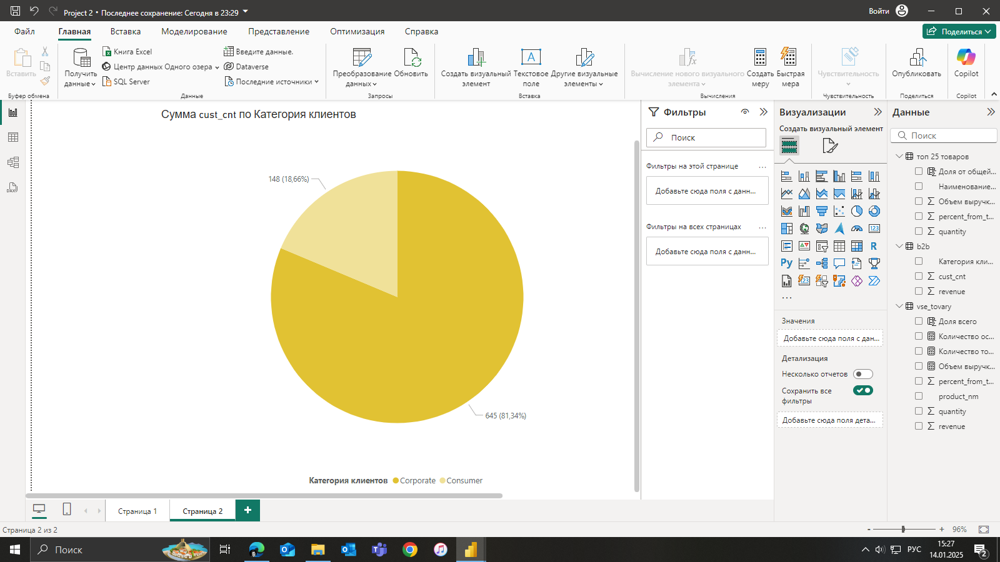 Project 2 • Последнее сохранение: Сегодня в 23:29
Войти
Файл
Главная
Вставка
Моделирование
Представление
Оптимизация
Справка
Поделиться
Вставить
Буфер обмена
Получить данные
Книга Excel
Центр данных Одного озера
SQL Server
Введите данные.
Dataverse
Последние источники
Данные
Преобразование данных
Обновить
Запросы
Создать визуальный элемент
Текстовое поле
Другие визуальные элементы
Вставка
Вычисление нового визуального элемента
Создать меру
Быстрая мера
Вычисления
Чувствительность
Чувствительность
Опубликовать
Поделиться
Copilot
Copilot
DAX
Сумма cust_cnt по Категория клиентов
148 (18,66%)
645 (81,34%)
Категория клиентов
Corporate
Consumer
Фильтры
Поиск
Фильтры на этой странице
Добавьте сюда поля с данн...
Фильтры на всех страницах
Добавьте сюда поля с данн...
Визуализации
Создать визуальный элемент
123
R
Py
123
Значения
Добавьте сюда поля с дан...
Детализация
Несколько отчетов
Сохранить все
фильтры
Добавьте сюда поля дета...
Данные
Поиск
топ 25 товаров
Доля от общей...
Наименование...
Объем выручк...
percent_from_t...
quantity
b2b
Категория кли...
cust_cnt
revenue
vse_tovary
Доля всего
Количество ос...
Количество то...
Объем выручк...
percent_from_t...
product_nm
quantity
revenue
Страница 1
Страница 2
Страница 2 из 2
- + 96%
Поиск
РУС
15:27
14.01.2025
2